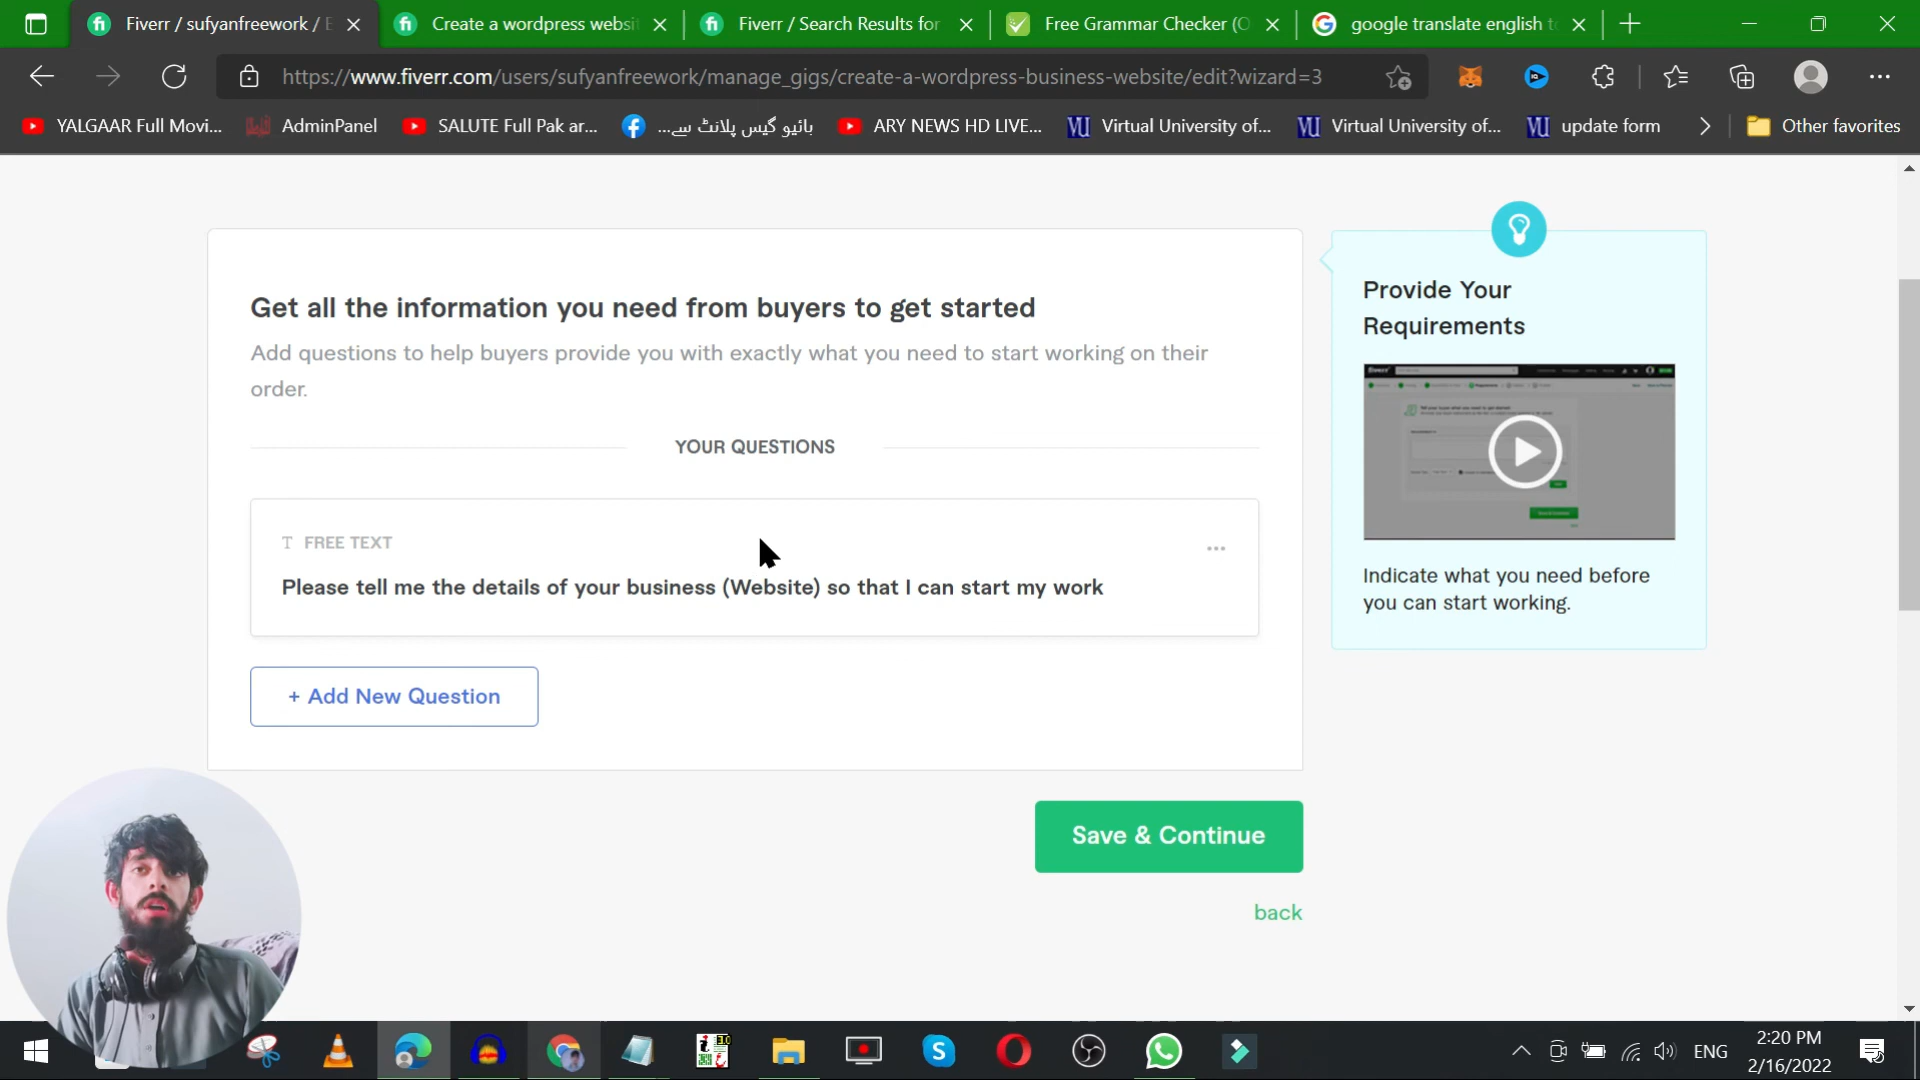 Fiverr / sufyanfreework / E
Create a wordpress websi
Fiverr / Search Results for
Free Grammar Checker (O
google translate english t
https://www.fiverr.com/users/sufyanfreework/manage_gigs/create-a-wordpress-business-website/edit?wizard=3
YALGAAR Full Movi...
AdminPanel
SALUTE Full Pak ar...
بائیو گیس پلانٹ سے...
ARY NEWS HD LIVE...
Virtual University of...
Virtual University of...
update form
Other favorites
Get all the information you need from buyers to get started
Add questions to help buyers provide you with exactly what you need to start working on their
order.
YOUR QUESTIONS
T FREE TEXT
Please tell me the details of your business (Website) so that I can start my work
+ Add New Question
Save & Continue
back
Provide Your
Requirements
Indicate what you need before
you can start working.
ENG
2:20 PM
2/16/2022